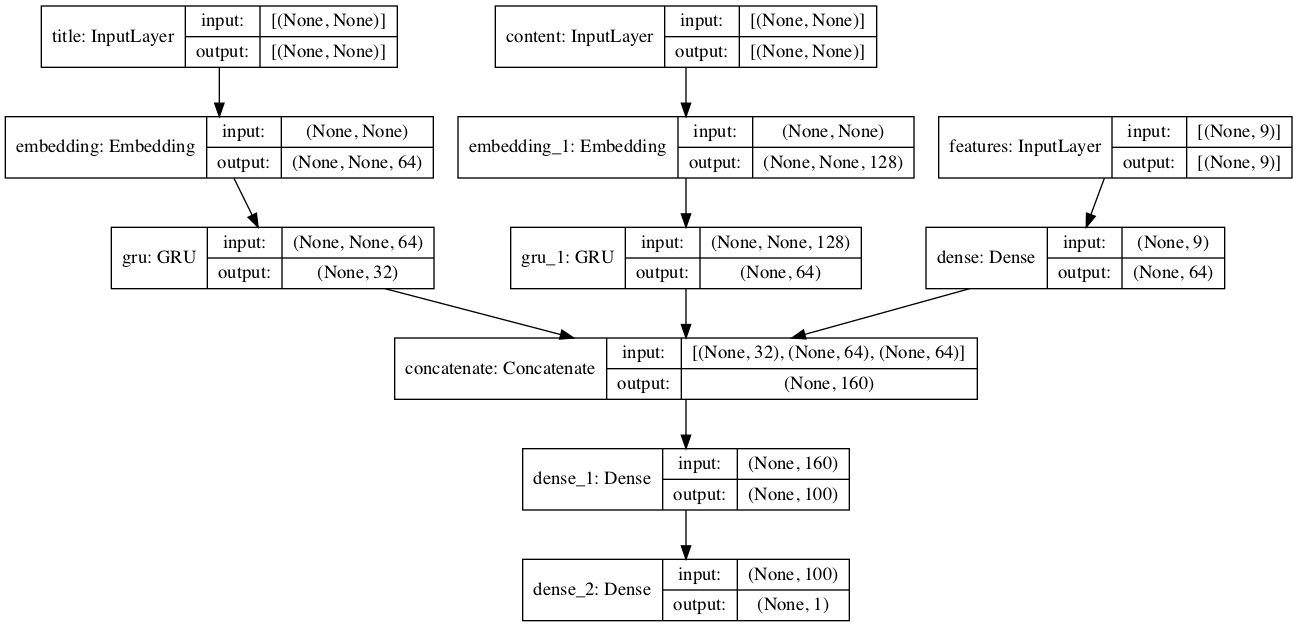 title: InputLayer
input: [(None, None)]
output: [(None, None)]
content: InputLayer
input: [(None, None)]
output: [(None, None)]
embedding: Embedding
input: (None, None)
output: (None, None, 64)
embedding_1: Embedding
input: (None, None)
output: (None, None, 128)
features: InputLayer
input: [(None, 9)]
output: [(None, 9)]
gru: GRU
input: (None, None, 64)
output: (None, 32)
gru_1: GRU
input: (None, None, 128)
output: (None, 64)
dense: Dense
input: (None, 9)
output: (None, 64)
concatenate: Concatenate
input: [(None, 32), (None, 64), (None, 64)]
output: (None, 160)
dense_1: Dense
input: (None, 160)
output: (None, 100)
dense_2: Dense
input: (None, 100)
output: (None, 1)